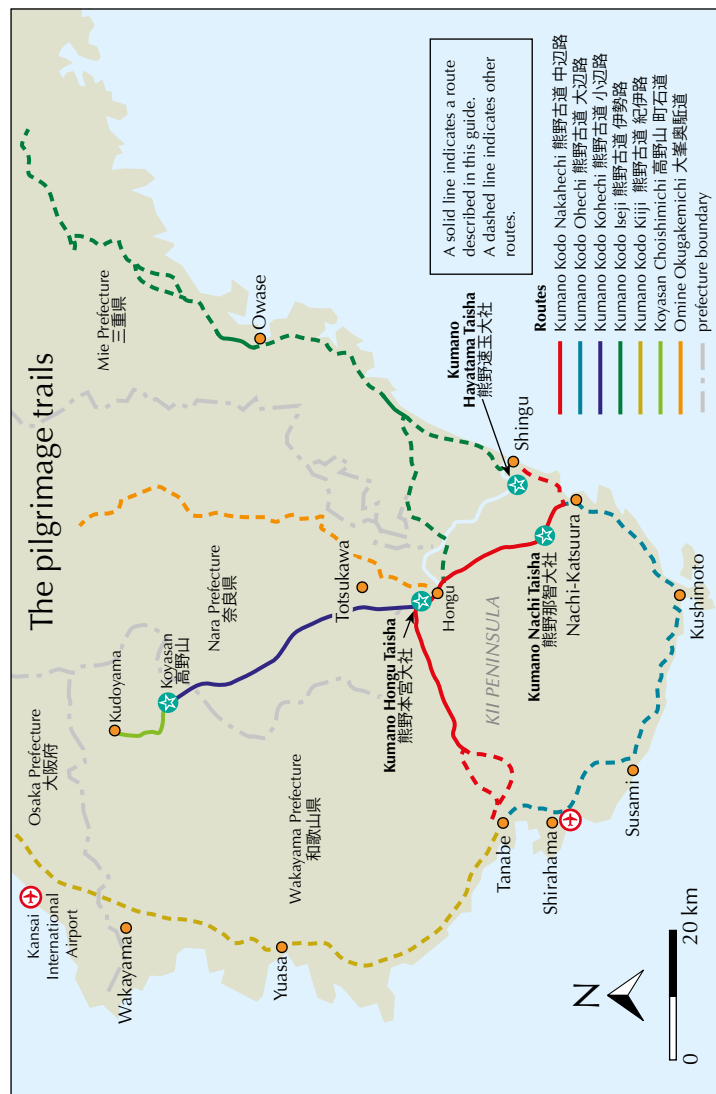 The pilgrimage trails
Kansai
International
Airport
Osaka Prefecture
大阪府
Kudoyama
Koyasan
高野山
Nara Prefecture
奈良県
Mie Prefecture
三重県
Wakayama
Yuasa
Wakayama Prefecture
和歌山県
Totsukawa
Owase
Kumano Hongu Taisha
熊野本宮大社
Hongu
KII PENINSULA
Kumano
Hayatama Taisha
熊野速玉大社
Shingu
Kumano Nachi Taisha
熊野那智大社
Nachi-Katsuura
Tanabe
Shirahama
Susami
Kushimoto
N
0
20 km
A solid line indicates a route
described in this guide.
A dashed line indicates other
routes.
Routes
Kumano Kodo Nakahechi 熊野古道 中辺路
Kumano Kodo Ohechi 熊野古道 大辺路
Kumano Kodo Kohechi 熊野古道 小辺路
Kumano Kodo Iseji 熊野古道 伊勢路
Kumano Kodo Kiiji 熊野古道 紀伊路
Koyasan Choishimichi 高野山 町石道
Omine Okugakemichi 大峯奥駈道
prefecture boundary